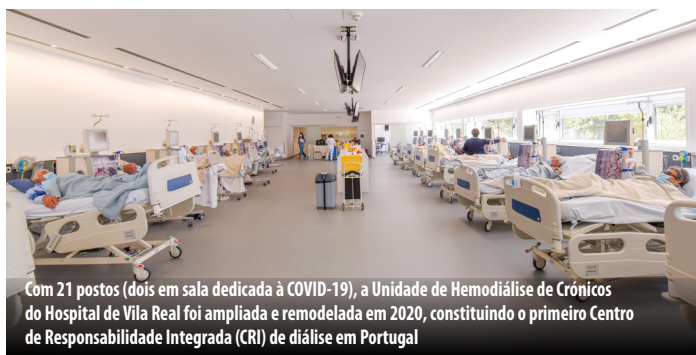 Com 21 postos (dois em sala dedicada à COVID-19), a Unidade de Hemodiálise de Crónicos
do Hospital de Vila Real foi ampliada e remodelada em 2020, constituindo o primeiro Centro
de Responsabilidade Integrada (CRI) de diálise em Portugal